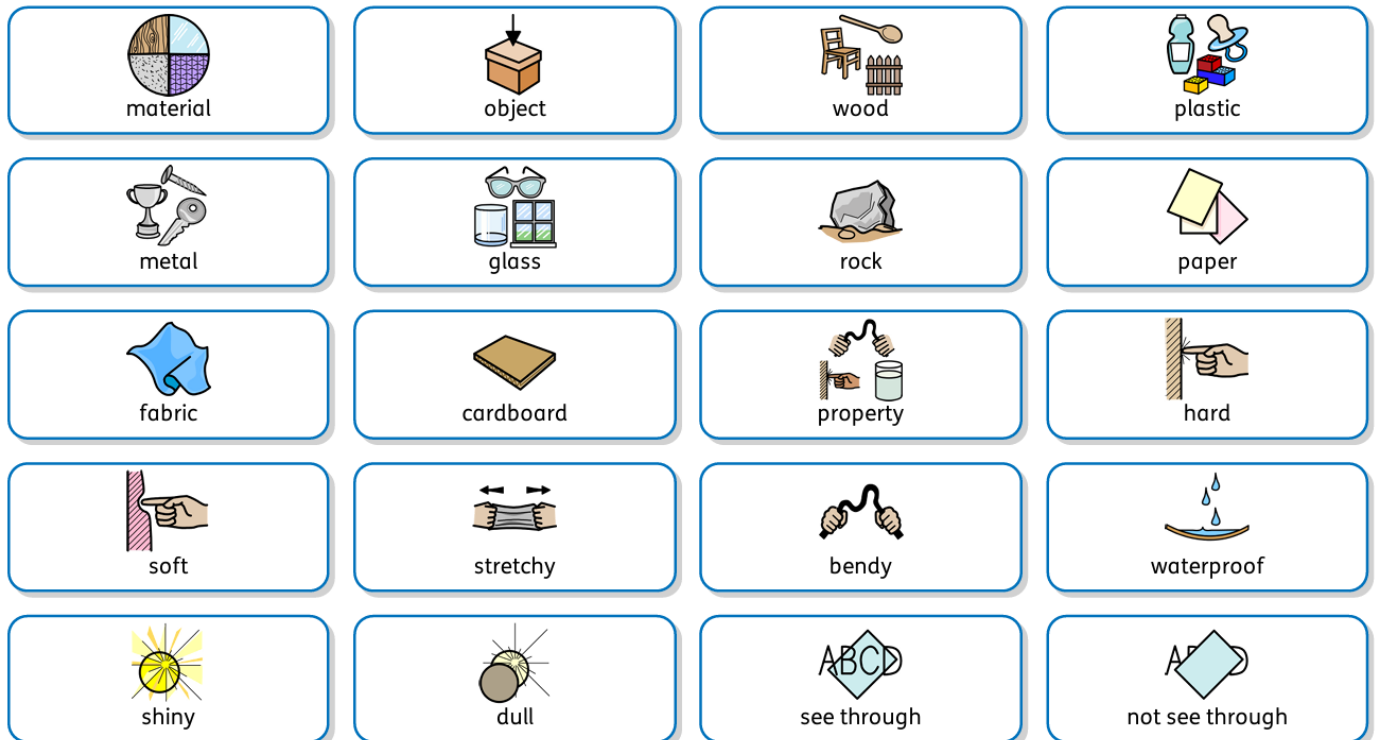 material
object
wood
plastic
metal
glass
rock
paper
fabric
cardboard
property
hard
soft
stretchy
bendy
waterproof
shiny
dull
ABCD
see through
A D
not see through